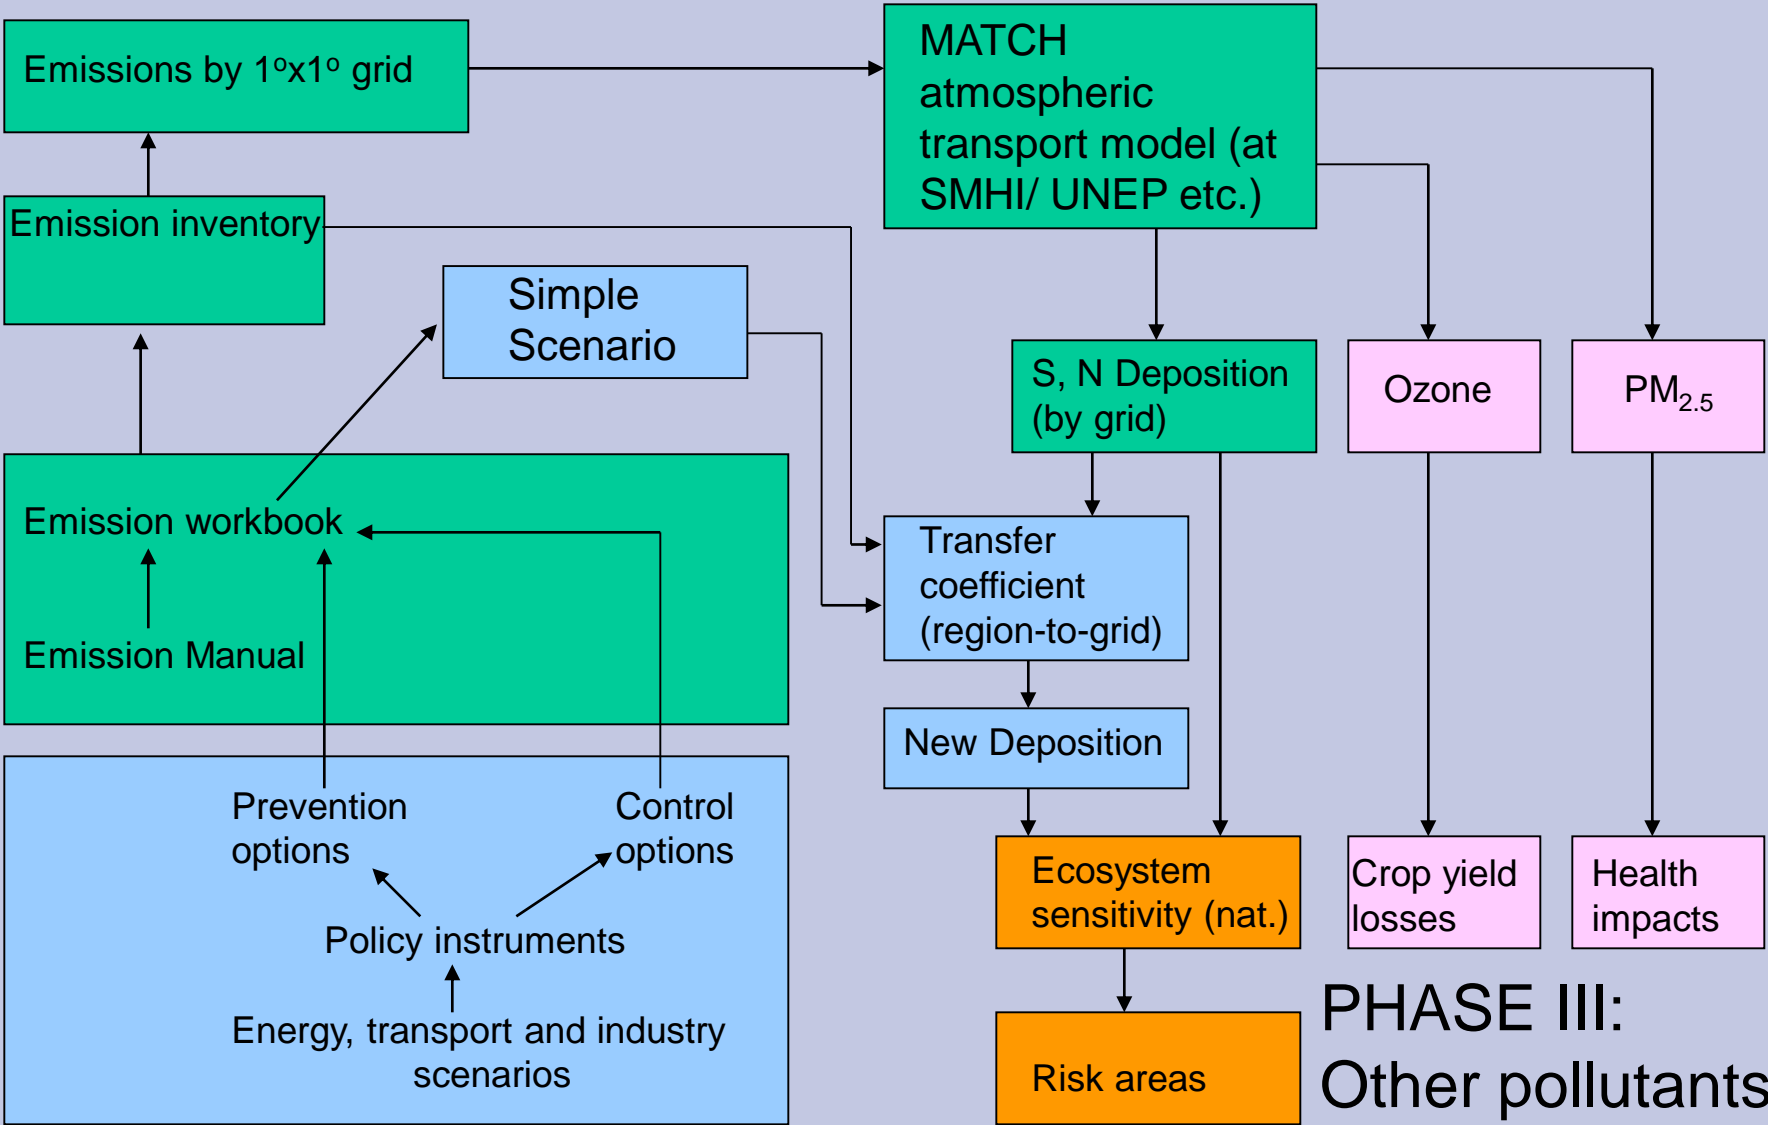 Emissions by 1ºx1º grid
MATCH
atmospheric
transport model (at
SMHI/ UNEP etc.)
Emission inventory
Simple
Scenario
S, N Deposition
(by grid)
Ozone
PM2.5
Emission workbook
Emission Manual
Transfer
coefficient
(region-to-grid)
New Deposition
Prevention
options
Control
options
Policy instruments
Energy, transport and industry
scenarios
Ecosystem
sensitivity (nat.)
Crop yield
losses
Health
impacts
Risk areas
PHASE III:
Other pollutants